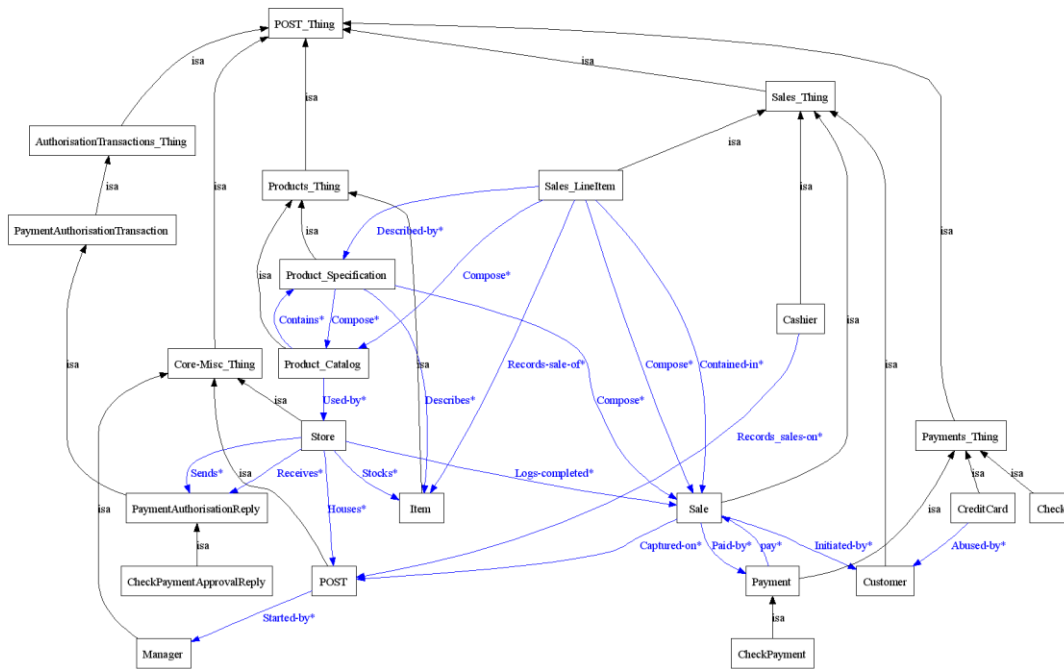 POST_Thing
isa
isa
isa
isa
Sales_Thing
AuthorisationTransactions_Thing
isa
isa
Products_Thing
Sales_LineItem
isa
isa
PaymentAuthorisationTransaction
Described-by*
isa
isa
Product_Specification
isa
Compose*
Cashier
Contains*
Compose*
isa
Core-Misc_Thing
Product_Catalog
isa
Records-sale-of*
Compose*
Contained-in*
isa
isa
Used-by*
Describes*
Compose*
isa
Store
Records_sales-on*
Payments_Thing
Sends*
Receives*
isa
Stocks*
Logs-completed*
isa
isa
PaymentAuthorisationReply
Houses*
Item
Sale
isa
CreditCard
Check
isa
isa
Captured-on*
Paid-by*
pay*
Initiated-by*
Abused-by*
CheckPaymentApprovalReply
POST
Payment
Customer
Started-by*
isa
Manager
CheckPayment